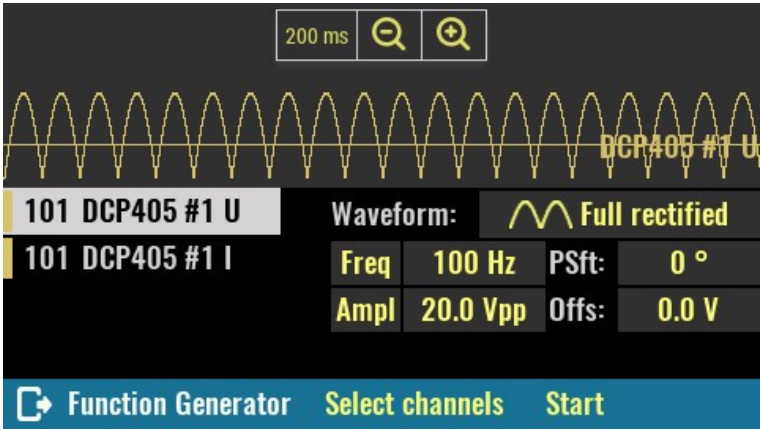 200 ms
DCP405 #1 U
101 DCP405 #1 U
Waveform: Full rectified
101 DCP405 #1 I
Freq 100 Hz PSft: 0 °
Ampl 20.0 Vpp Offs: 0.0 V
Function Generator Select channels Start